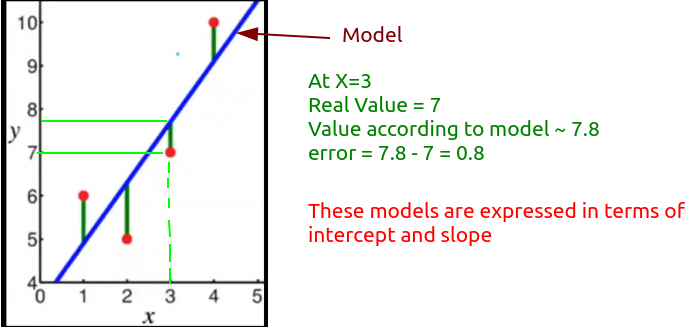 10
9
8
y
7
6
5
4
0 1 2 3 4 5
x
Model
At X=3
Real Value = 7
Value according to model ~ 7.8
error = 7.8 - 7 = 0.8
These models are expressed in terms of
intercept and slope